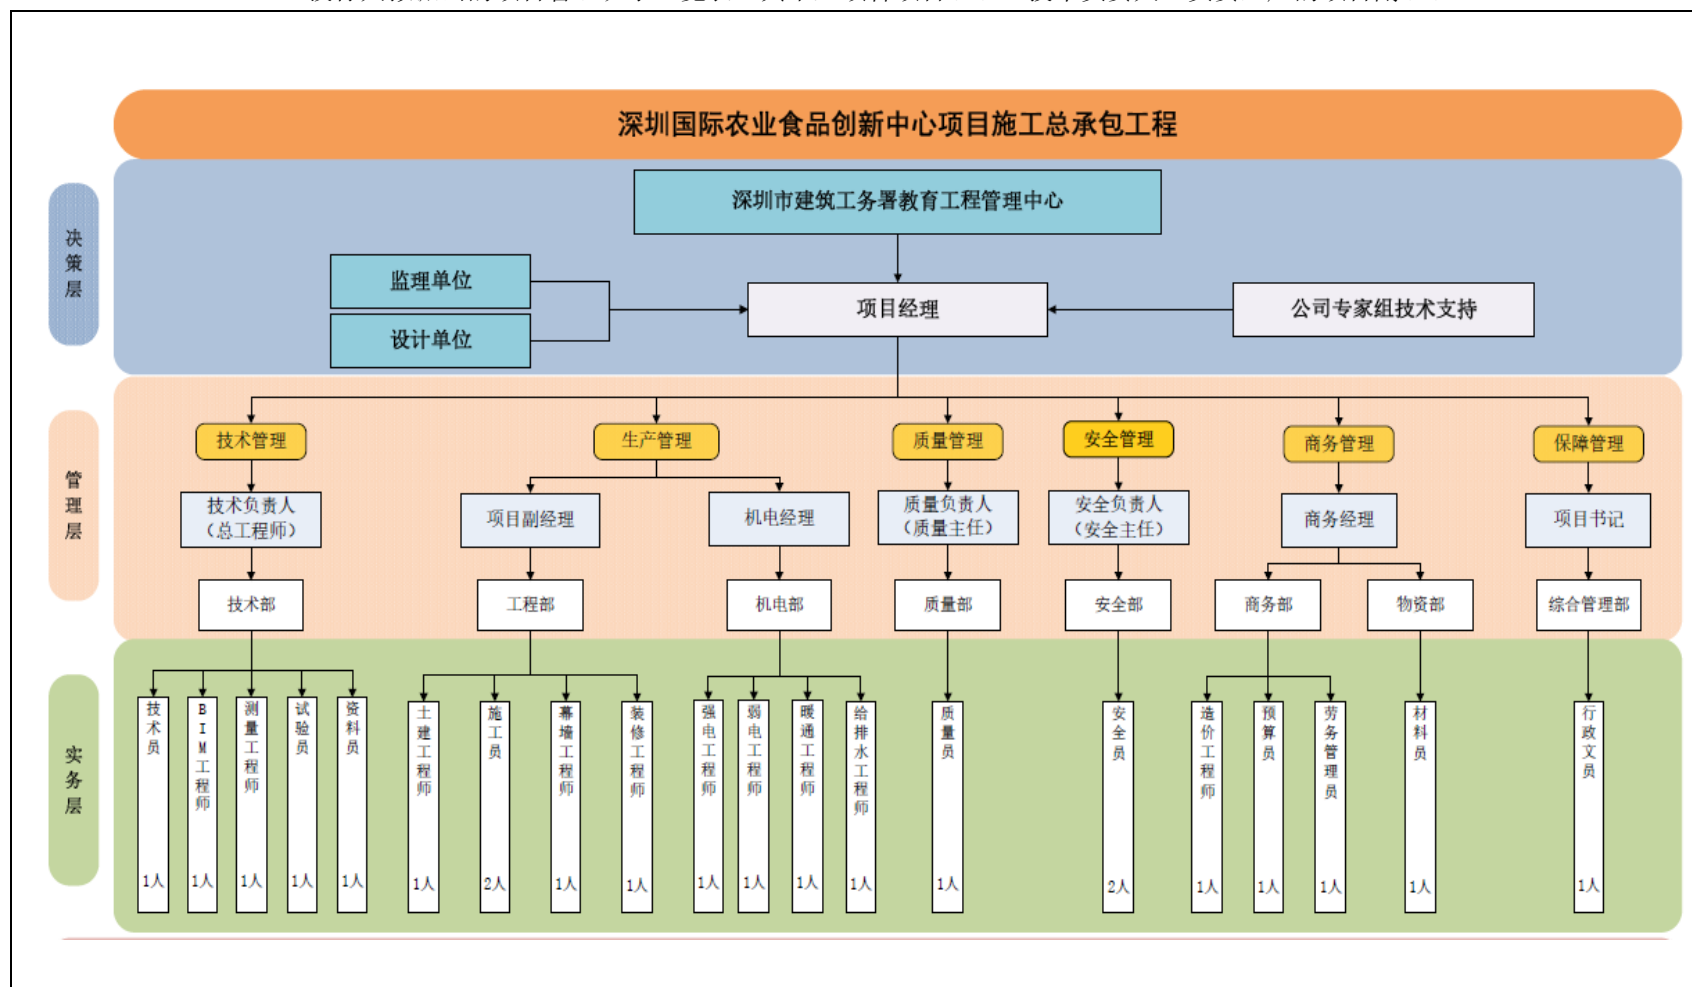 深圳国际农业食品创新中心项目施工总承包工程
决策层
深圳市建筑工务署教育工程管理中心
监理单位
设计单位
项目经理
公司专家组技术支持
管理层
技术管理
生产管理
质量管理
安全管理
商务管理
保障管理
技术负责人
（总工程师）
项目副经理
机电经理
质量负责人
（质量主任）
安全负责人
（安全主任）
商务经理
项目书记
技术部
工程部
机电部
质量部
安全部
商务部
物资部
综合管理部
实务层
技术员 1人
BIM工程师 1人
测量工程师 1人
试验员 1人
资料员 1人
土建工程师 1人
施工员 2人
幕墙工程师 1人
装修工程师 1人
强电工程师 1人
弱电工程师 1人
暖通工程师 1人
给排水工程师 1人
质量员 1人
安全员 2人
造价工程师 1人
预算员 1人
劳务管理员 1人
材料员 1人
行政文员 1人